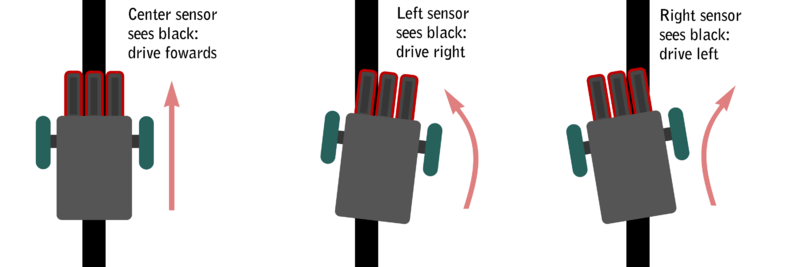 Center sensor
sees black:
drive fowards
Left sensor
sees black:
drive right
Right sensor
sees black:
drive left